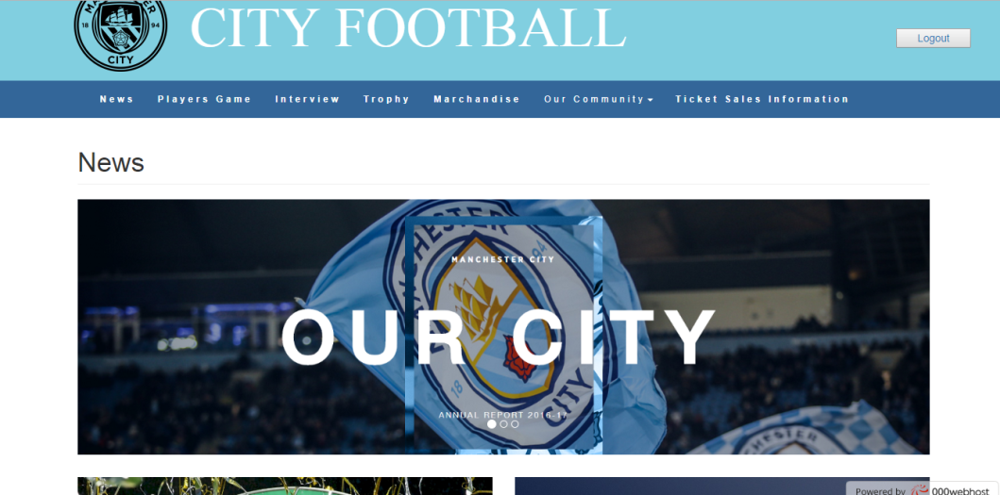 CITY FOOTBALL
18 94
CITY
Logout
News Players Game Interview Trophy Marchandise Our Community Ticket Sales Information
News
MANCHESTER CITY
OUR CITY
18
CITY
ANNUAL REPORT 2016-17
Powered by 000webhost